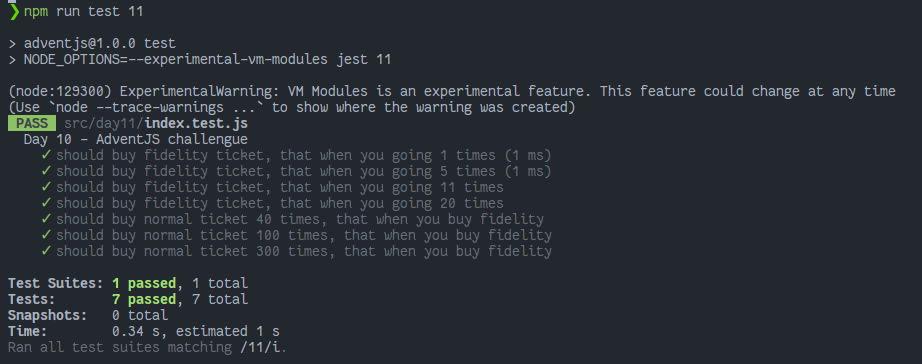 ❯ npm run test 11
> adventjs@1.0.0 test
> NODE_OPTIONS=--experimental-vm-modules jest 11
(node:129300) ExperimentalWarning: VM Modules is an experimental feature. This feature could change at any time
(Use `node --trace-warnings ...` to show where the warning was created)
PASS src/day11/index.test.js
Day 10 - AdventJS challengue
✓ should buy fidelity ticket, that when you going 1 times (1 ms)
✓ should buy fidelity ticket, that when you going 5 times (1 ms)
✓ should buy fidelity ticket, that when you going 11 times
✓ should buy fidelity ticket, that when you going 20 times
✓ should buy normal ticket 40 times, that when you buy fidelity
✓ should buy normal ticket 100 times, that when you buy fidelity
✓ should buy normal ticket 300 times, that when you buy fidelity
Test Suites: 1 passed, 1 total
Tests: 7 passed, 7 total
Snapshots: 0 total
Time: 0.34 s, estimated 1 s
Ran all test suites matching /11/i.